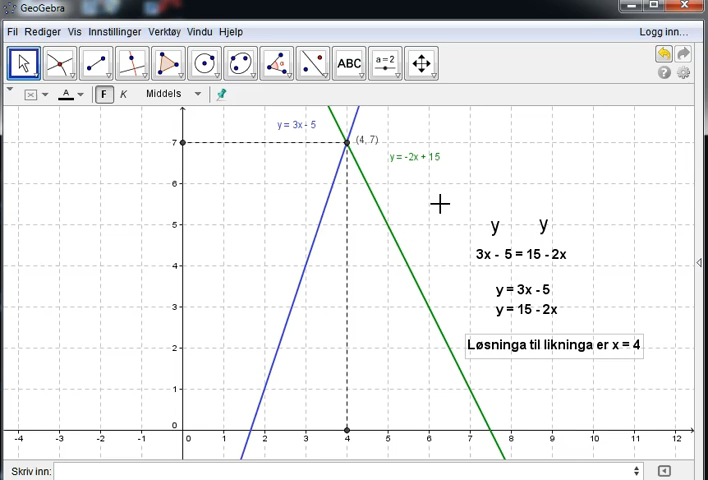 GeoGebra
Fil Rediger Vis Innstillinger Verktøy Vindu Hjelp Logg inn...
ABC a=2
A F K Middels
y = 3x - 5
(4, 7)
y = -2x + 15
y y
3x - 5 = 15 - 2x
y = 3x - 5
y = 15 - 2x
Løsninga til likninga er x = 4
7
6
5
4
3
2
1
0
-4 -3 -2 -1 0 1 2 3 4 5 6 7 8 9 10 11 12
Skriv inn: